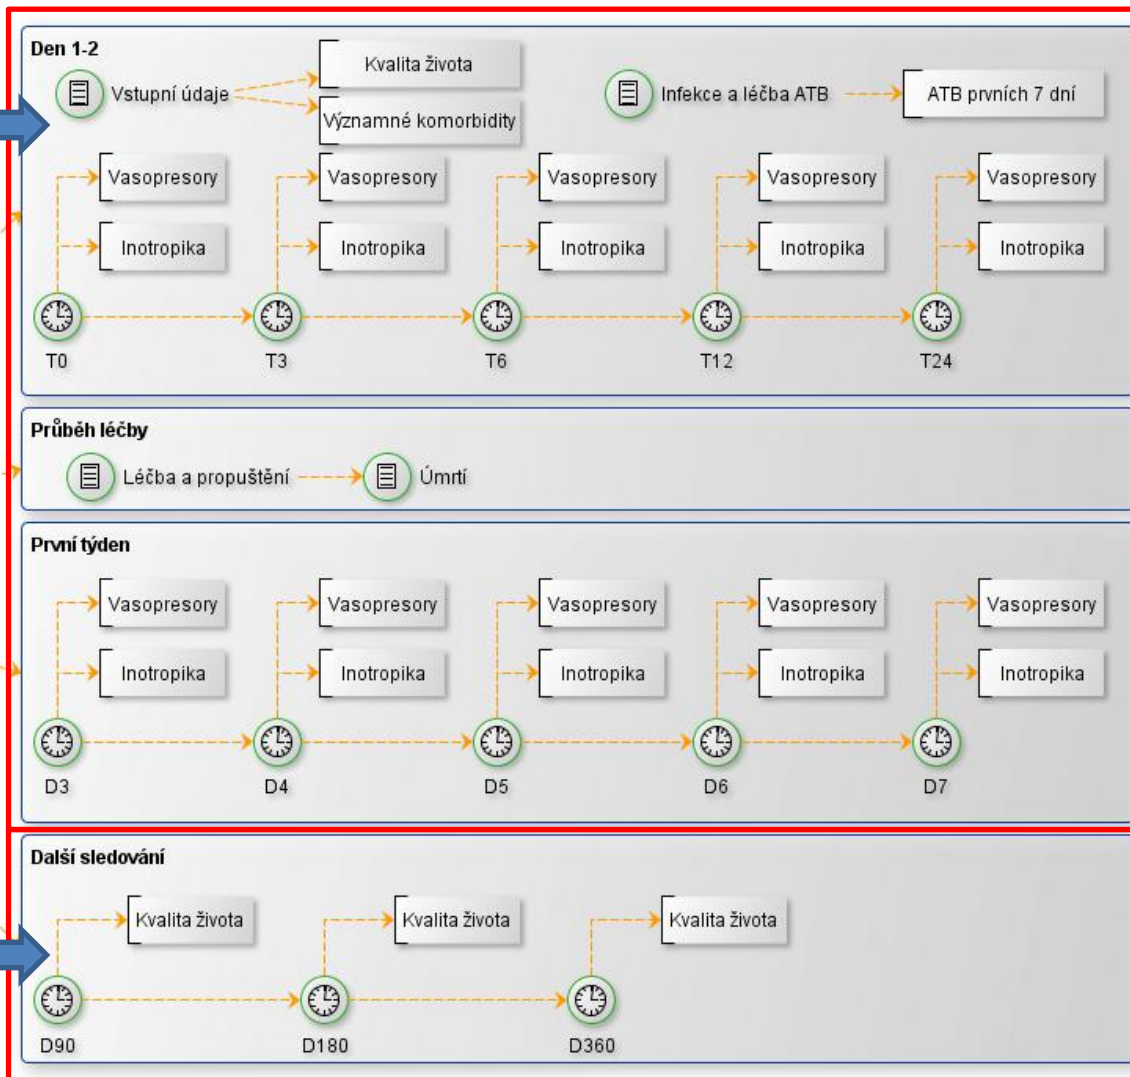 Den 1-2
Vstupní údaje
Kvalita života
Významné komorbidity
Infekce a léčba ATB
ATB prvních 7 dní
Vasopresory
Vasopresory
Vasopresory
Vasopresory
Vasopresory
Inotropika
Inotropika
Inotropika
Inotropika
Inotropika
T0
T3
T6
T12
T24
Průběh léčby
Léčba a propuštění
Úmrtí
První týden
Vasopresory
Vasopresory
Vasopresory
Vasopresory
Vasopresory
Inotropika
Inotropika
Inotropika
Inotropika
Inotropika
D3
D4
D5
D6
D7
Další sledování
Kvalita života
Kvalita života
Kvalita života
D90
D180
D360